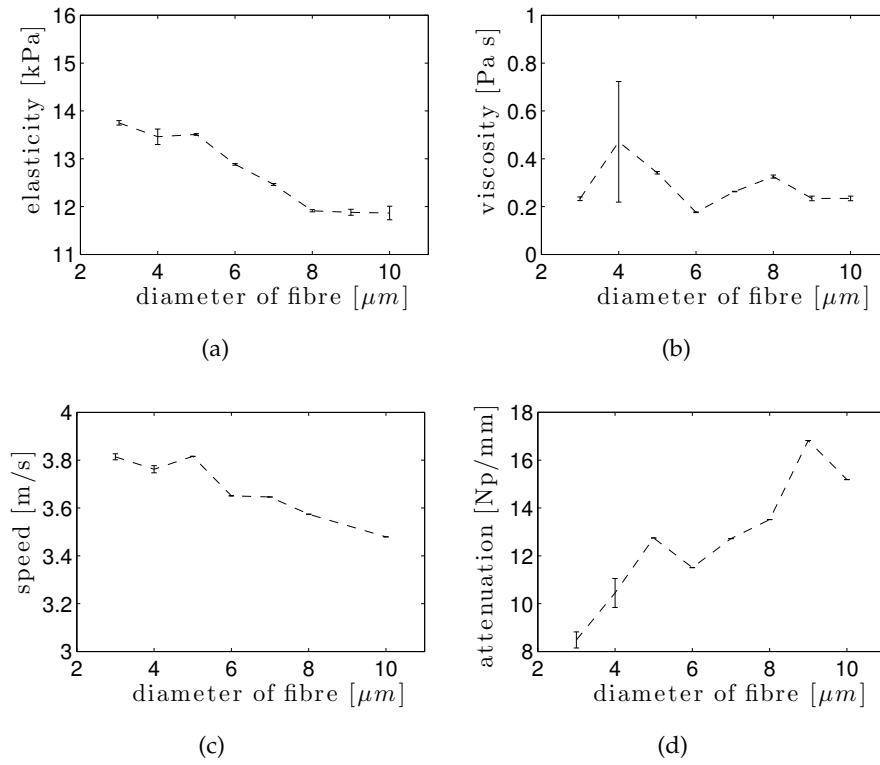 16
15
14
13
12
11
elasticity [kPa]
2 4 6 8 10
diameter of fibre [μm]
(a)
1
0.8
0.6
0.4
0.2
0
viscosity [Pa s]
2 4 6 8 10
diameter of fibre [μm]
(b)
4
3.8
3.6
3.4
3.2
3
speed [m/s]
2 4 6 8 10
diameter of fibre [μm]
(c)
18
16
14
12
10
8
attenuation [Np/mm]
2 4 6 8 10
diameter of fibre [μm]
(d)